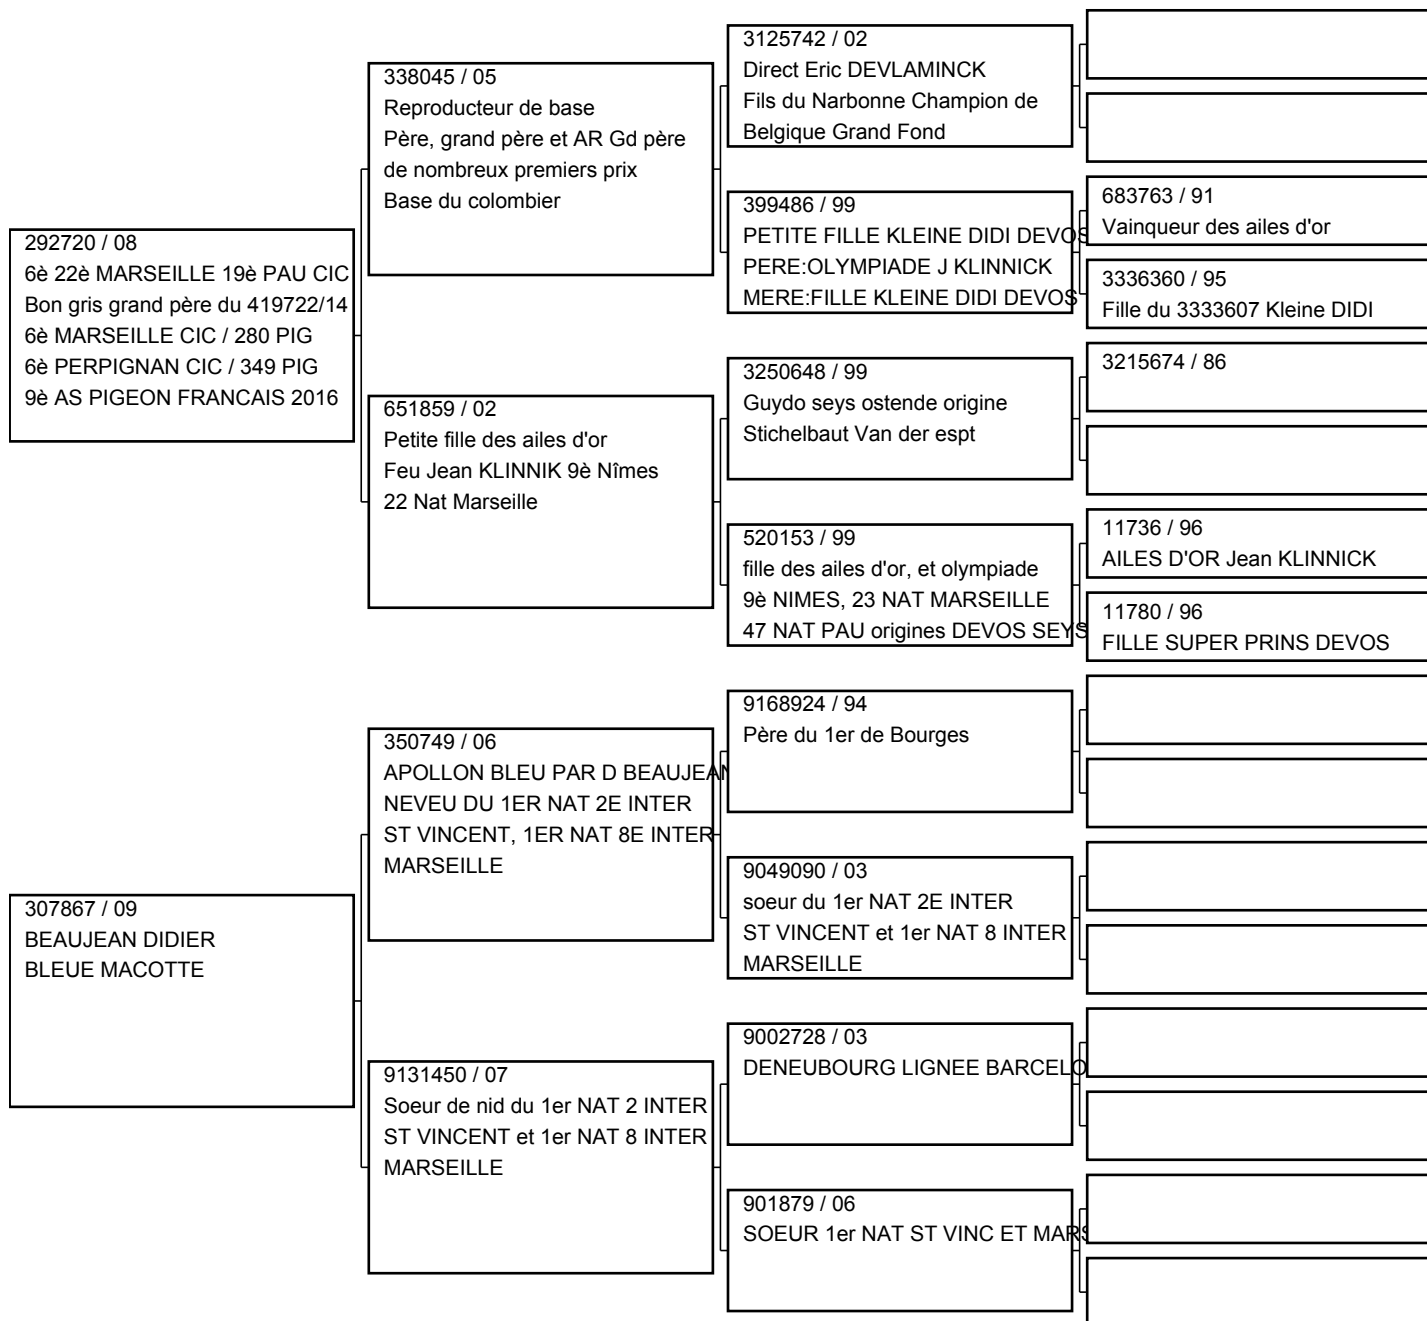 292720 / 08
6è 22è MARSEILLE 19è PAU CIC
Bon gris grand père du 419722/14
6è MARSEILLE CIC / 280 PIG
6è PERPIGNAN CIC / 349 PIG
9è AS PIGEON FRANCAIS 2016
307867 / 09
BEAUJEAN DIDIER
BLEUE MACOTTE
338045 / 05
Reproducteur de base
Père, grand père et AR Gd père
de nombreux premiers prix
Base du colombier
651859 / 02
Petite fille des ailes d'or
Feu Jean KLINNIK 9è Nîmes
22 Nat Marseille
350749 / 06
APOLLON BLEU PAR D BEAUJEAN
NEVEU DU 1ER NAT 2E INTER
ST VINCENT, 1ER NAT 8E INTER
MARSEILLE
9131450 / 07
Soeur de nid du 1er NAT 2 INTER
ST VINCENT et 1er NAT 8 INTER
MARSEILLE
3125742 / 02
Direct Eric DEVLAMINCK
Fils du Narbonne Champion de
Belgique Grand Fond
399486 / 99
PETITE FILLE KLEINE DIDI DEVOS
PERE:OLYMPIADE J KLINNICK
MERE:FILLE KLEINE DIDI DEVOS
3250648 / 99
Guydo seys ostende origine
Stichelbaut Van der espt
520153 / 99
fille des ailes d'or, et olympiade
9è NIMES, 23 NAT MARSEILLE
47 NAT PAU origines DEVOS SEYS
9168924 / 94
Père du 1er de Bourges
9049090 / 03
soeur du 1er NAT 2E INTER
ST VINCENT et 1er NAT 8 INTER
MARSEILLE
9002728 / 03
DENEUBOURG LIGNEE BARCELO
901879 / 06
SOEUR 1er NAT ST VINC ET MARS
683763 / 91
Vainqueur des ailes d'or
3336360 / 95
Fille du 3333607 Kleine DIDI
3215674 / 86
11736 / 96
AILES D'OR Jean KLINNICK
11780 / 96
FILLE SUPER PRINS DEVOS